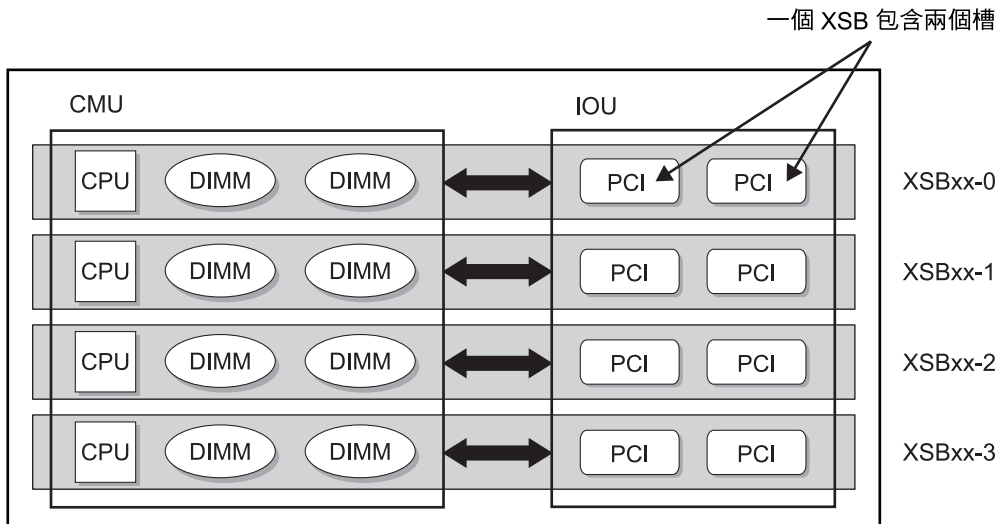 一個 XSB 包含兩個槽
CMU IOU
CPU DIMM DIMM PCI PCI XSBxx-0
CPU DIMM DIMM PCI PCI XSBxx-1
CPU DIMM DIMM PCI PCI XSBxx-2
CPU DIMM DIMM PCI PCI XSBxx-3